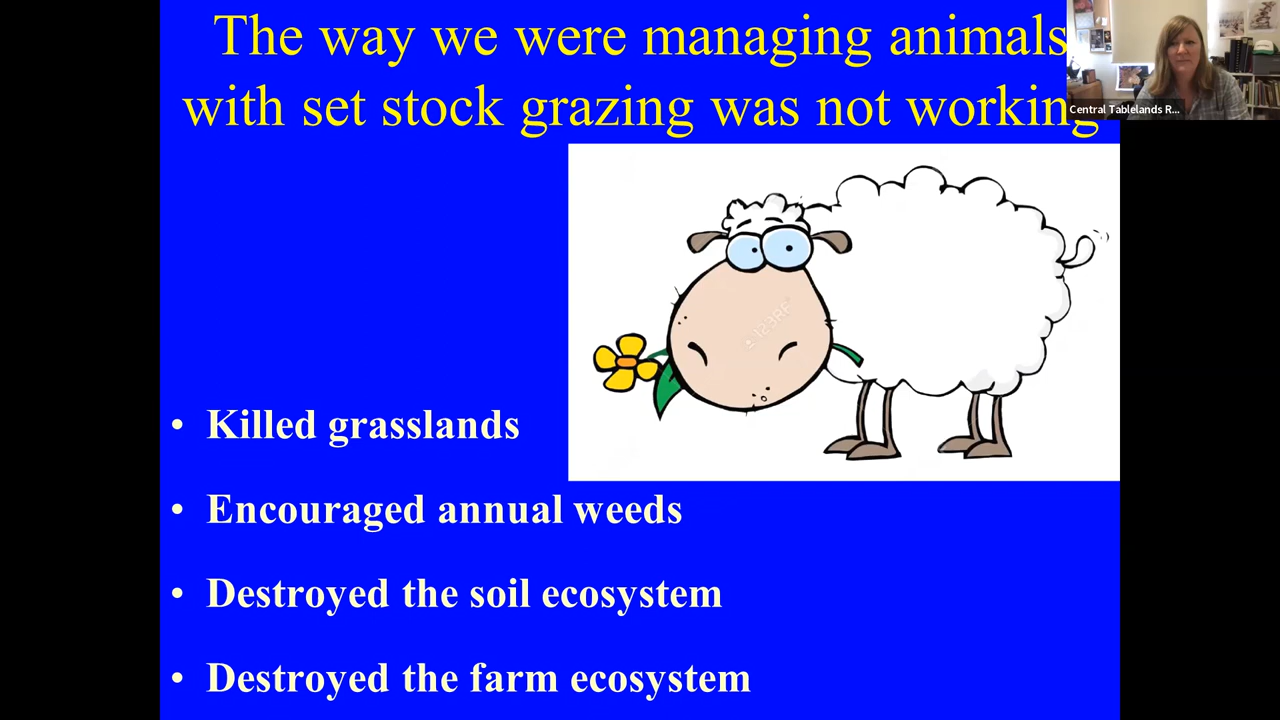 The way we were managing animals
with set stock grazing was not working
Central Tablelands R...
123RF
• Killed grasslands
• Encouraged annual weeds
• Destroyed the soil ecosystem
• Destroyed the farm ecosystem